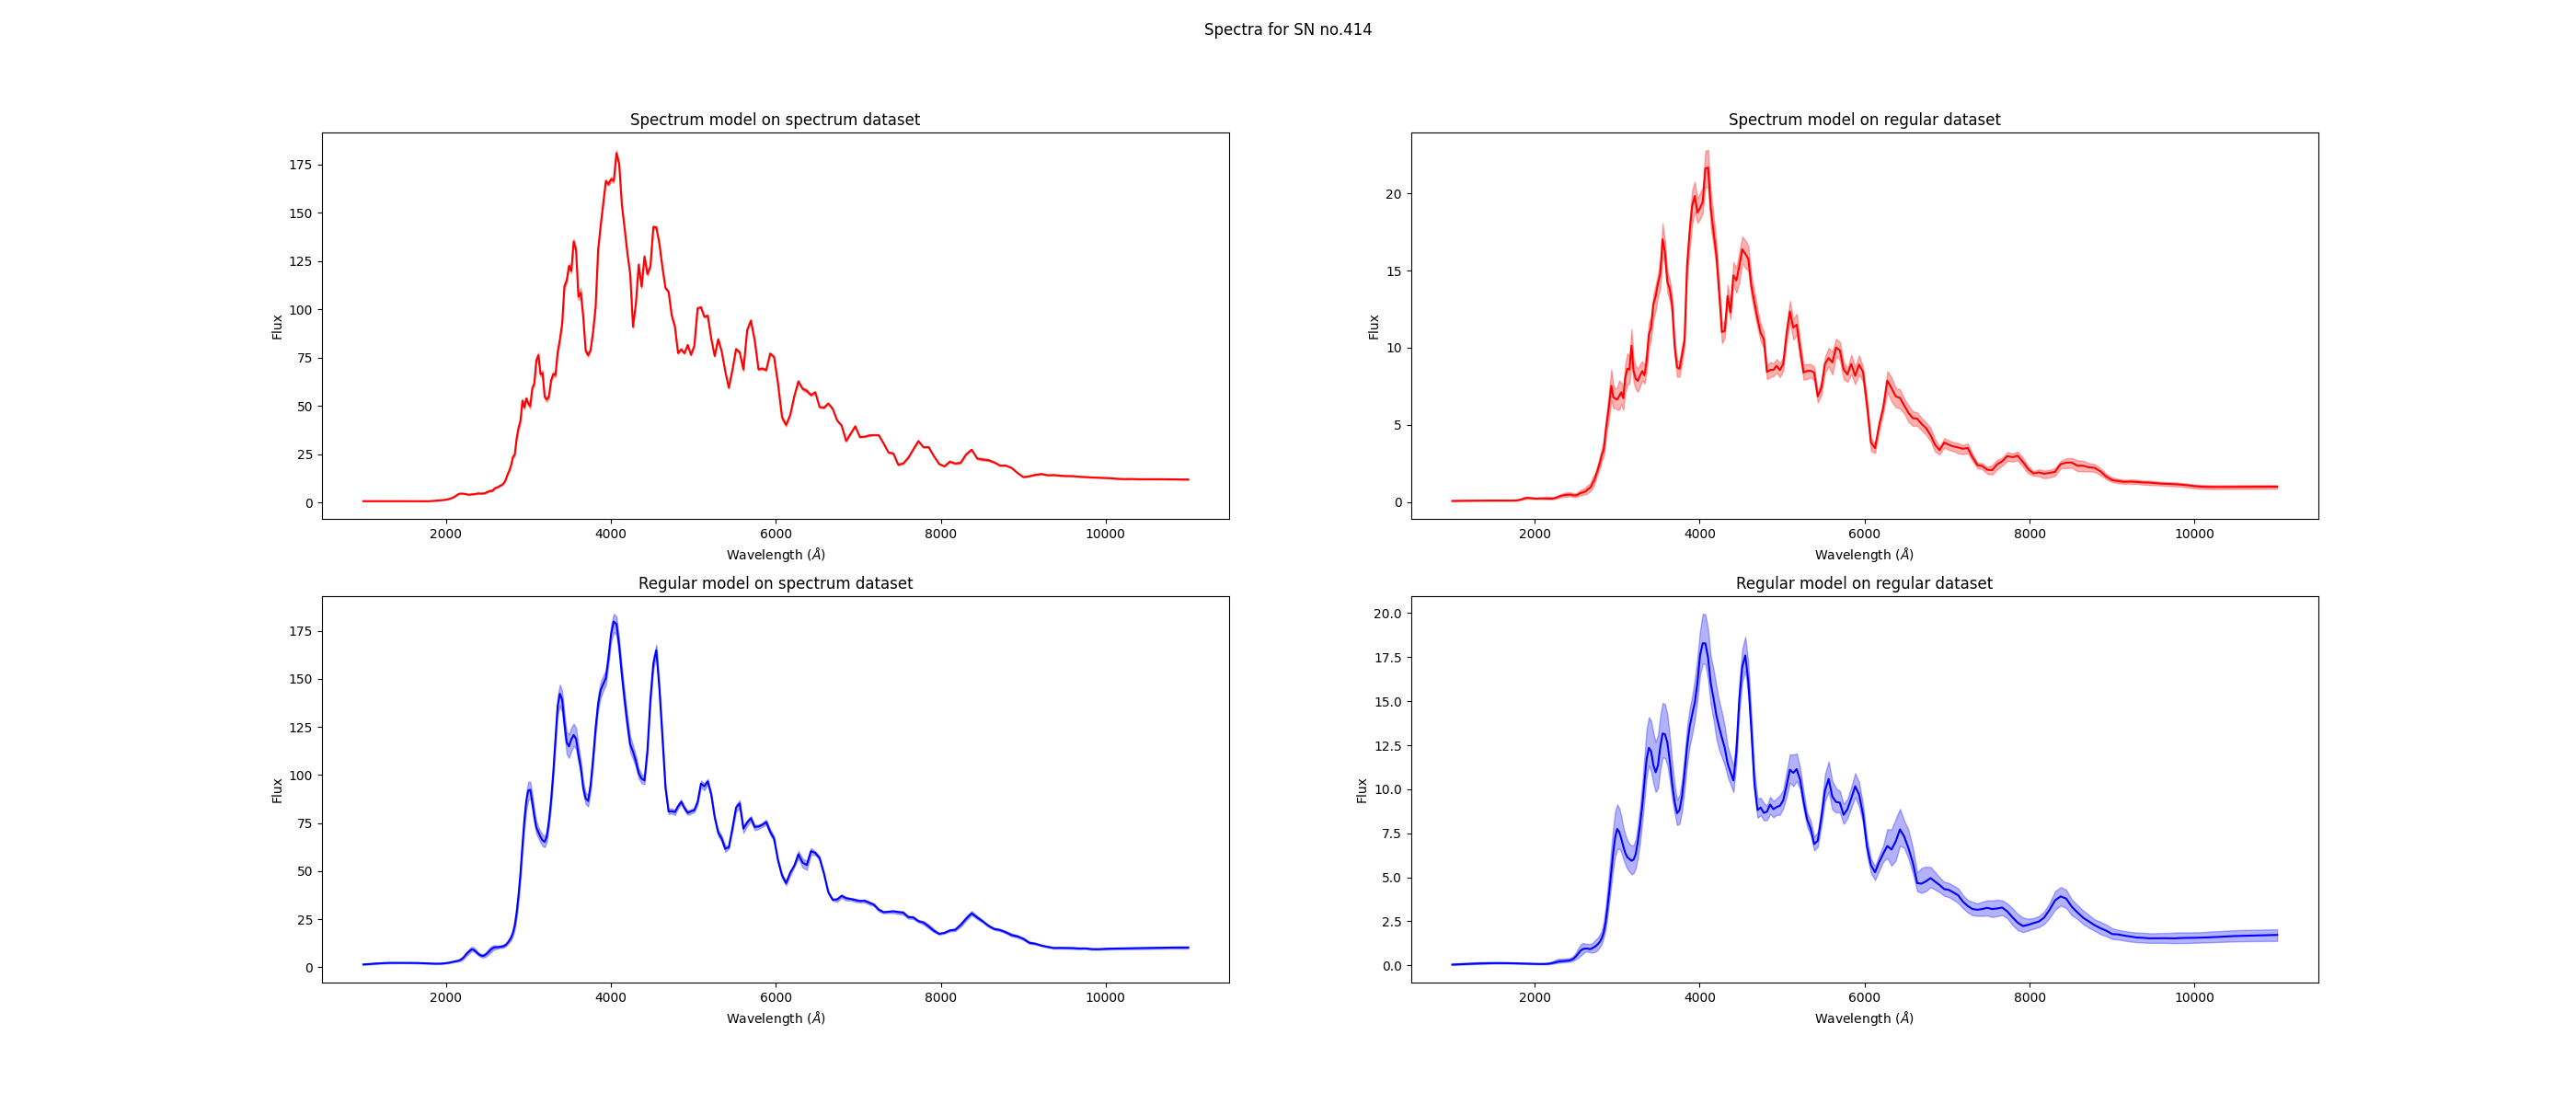 Spectra for SN no.414
Spectrum model on spectrum dataset
Flux
175
150
125
100
75
50
25
0
2000 4000 6000 8000 10000
Wavelength (Å)
Spectrum model on regular dataset
Flux
20
15
10
5
0
2000 4000 6000 8000 10000
Wavelength (Å)
Regular model on spectrum dataset
Flux
175
150
125
100
75
50
25
0
2000 4000 6000 8000 10000
Wavelength (Å)
Regular model on regular dataset
Flux
20.0
17.5
15.0
12.5
10.0
7.5
5.0
2.5
0.0
2000 4000 6000 8000 10000
Wavelength (Å)